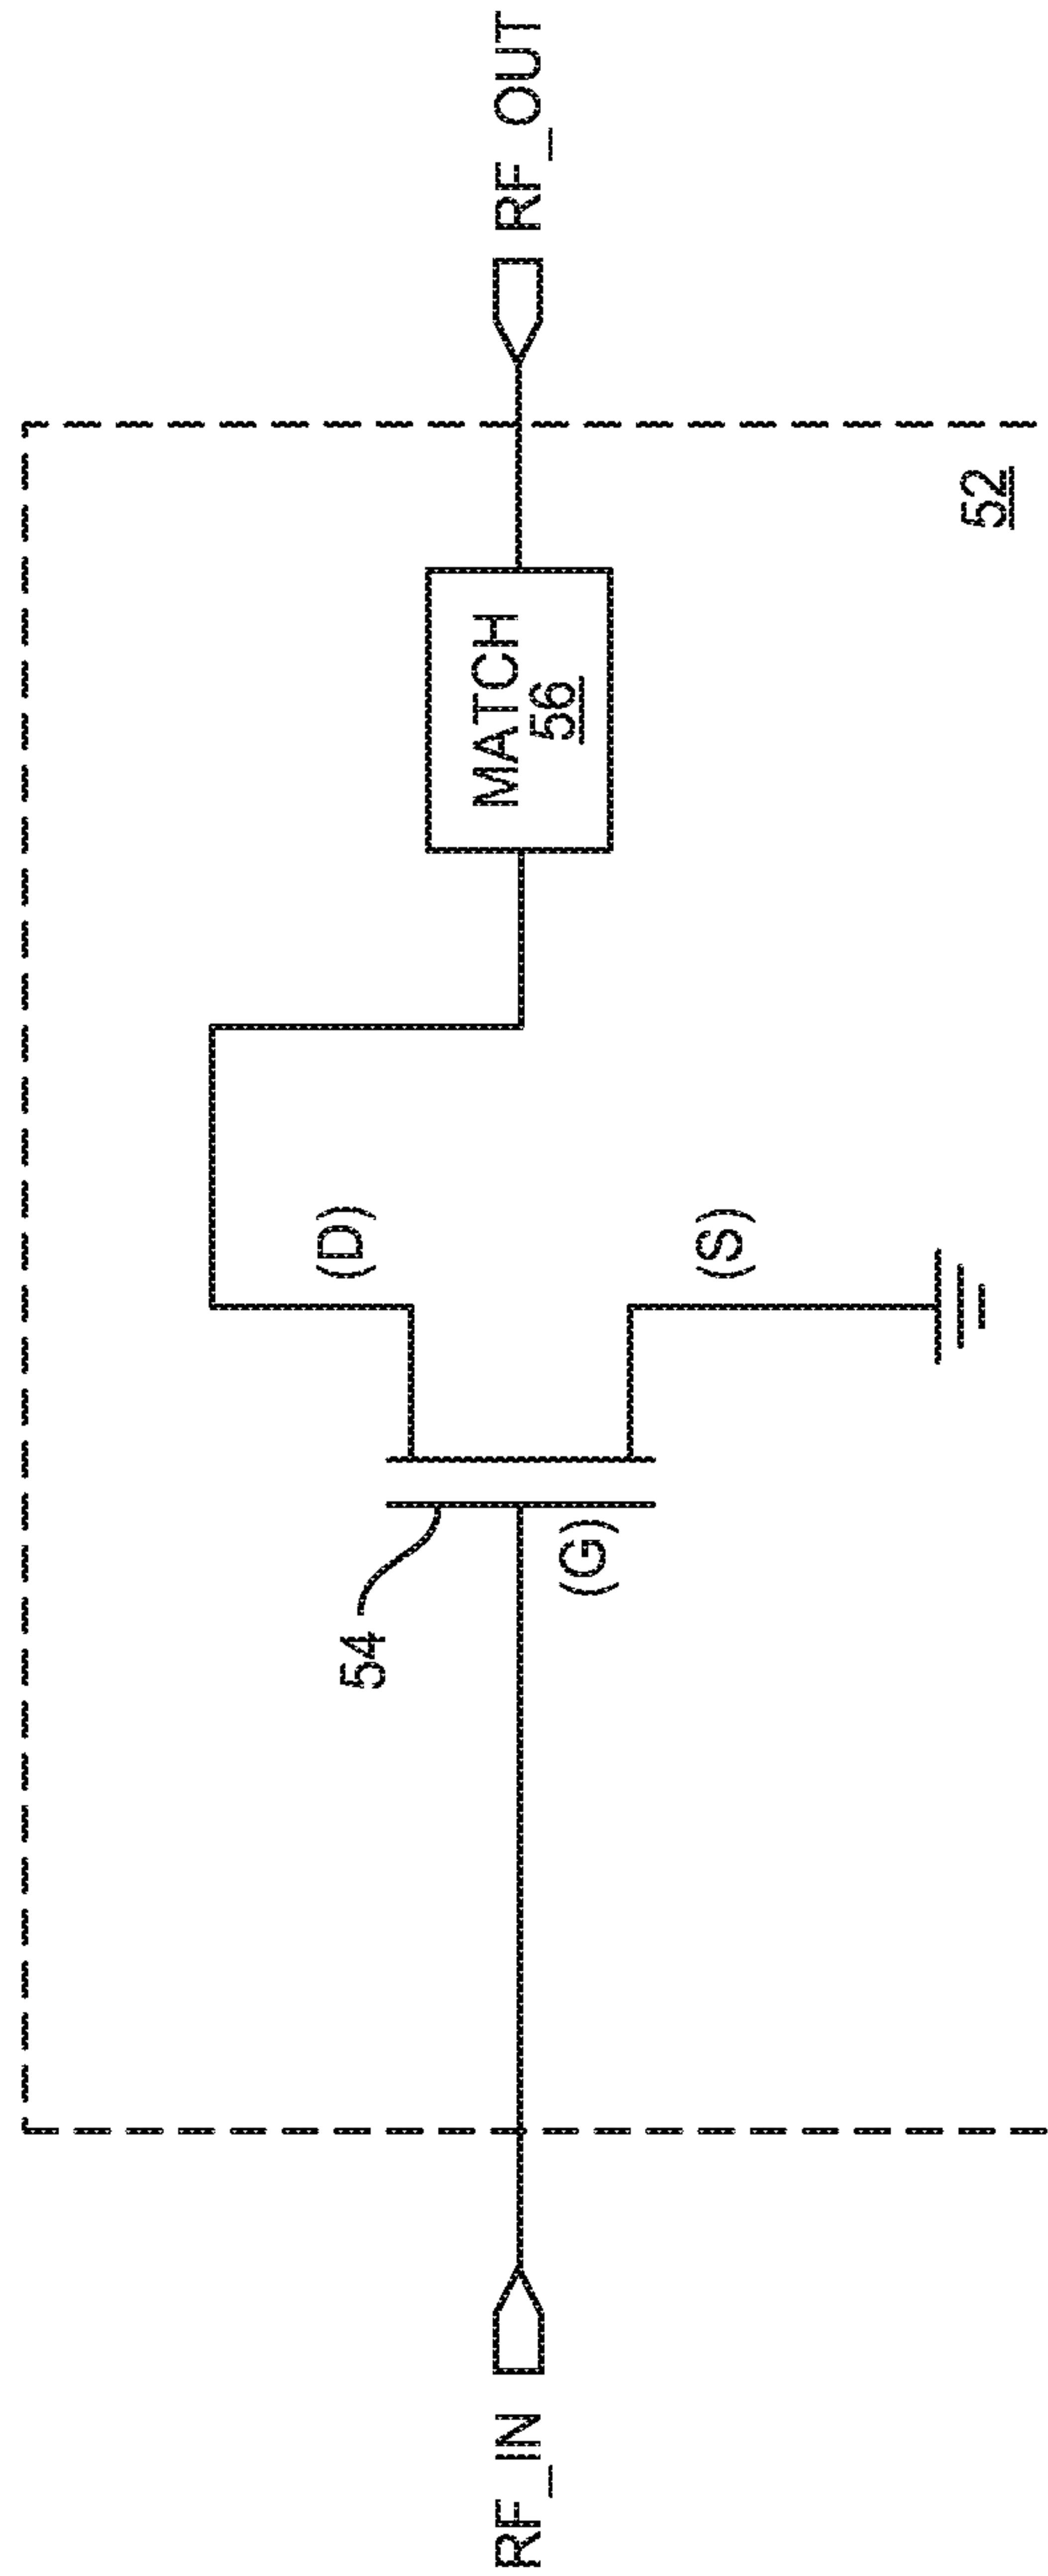 RF_IN
54
(G)
(D)
(S)
MATCH
56
52
RF_OUT